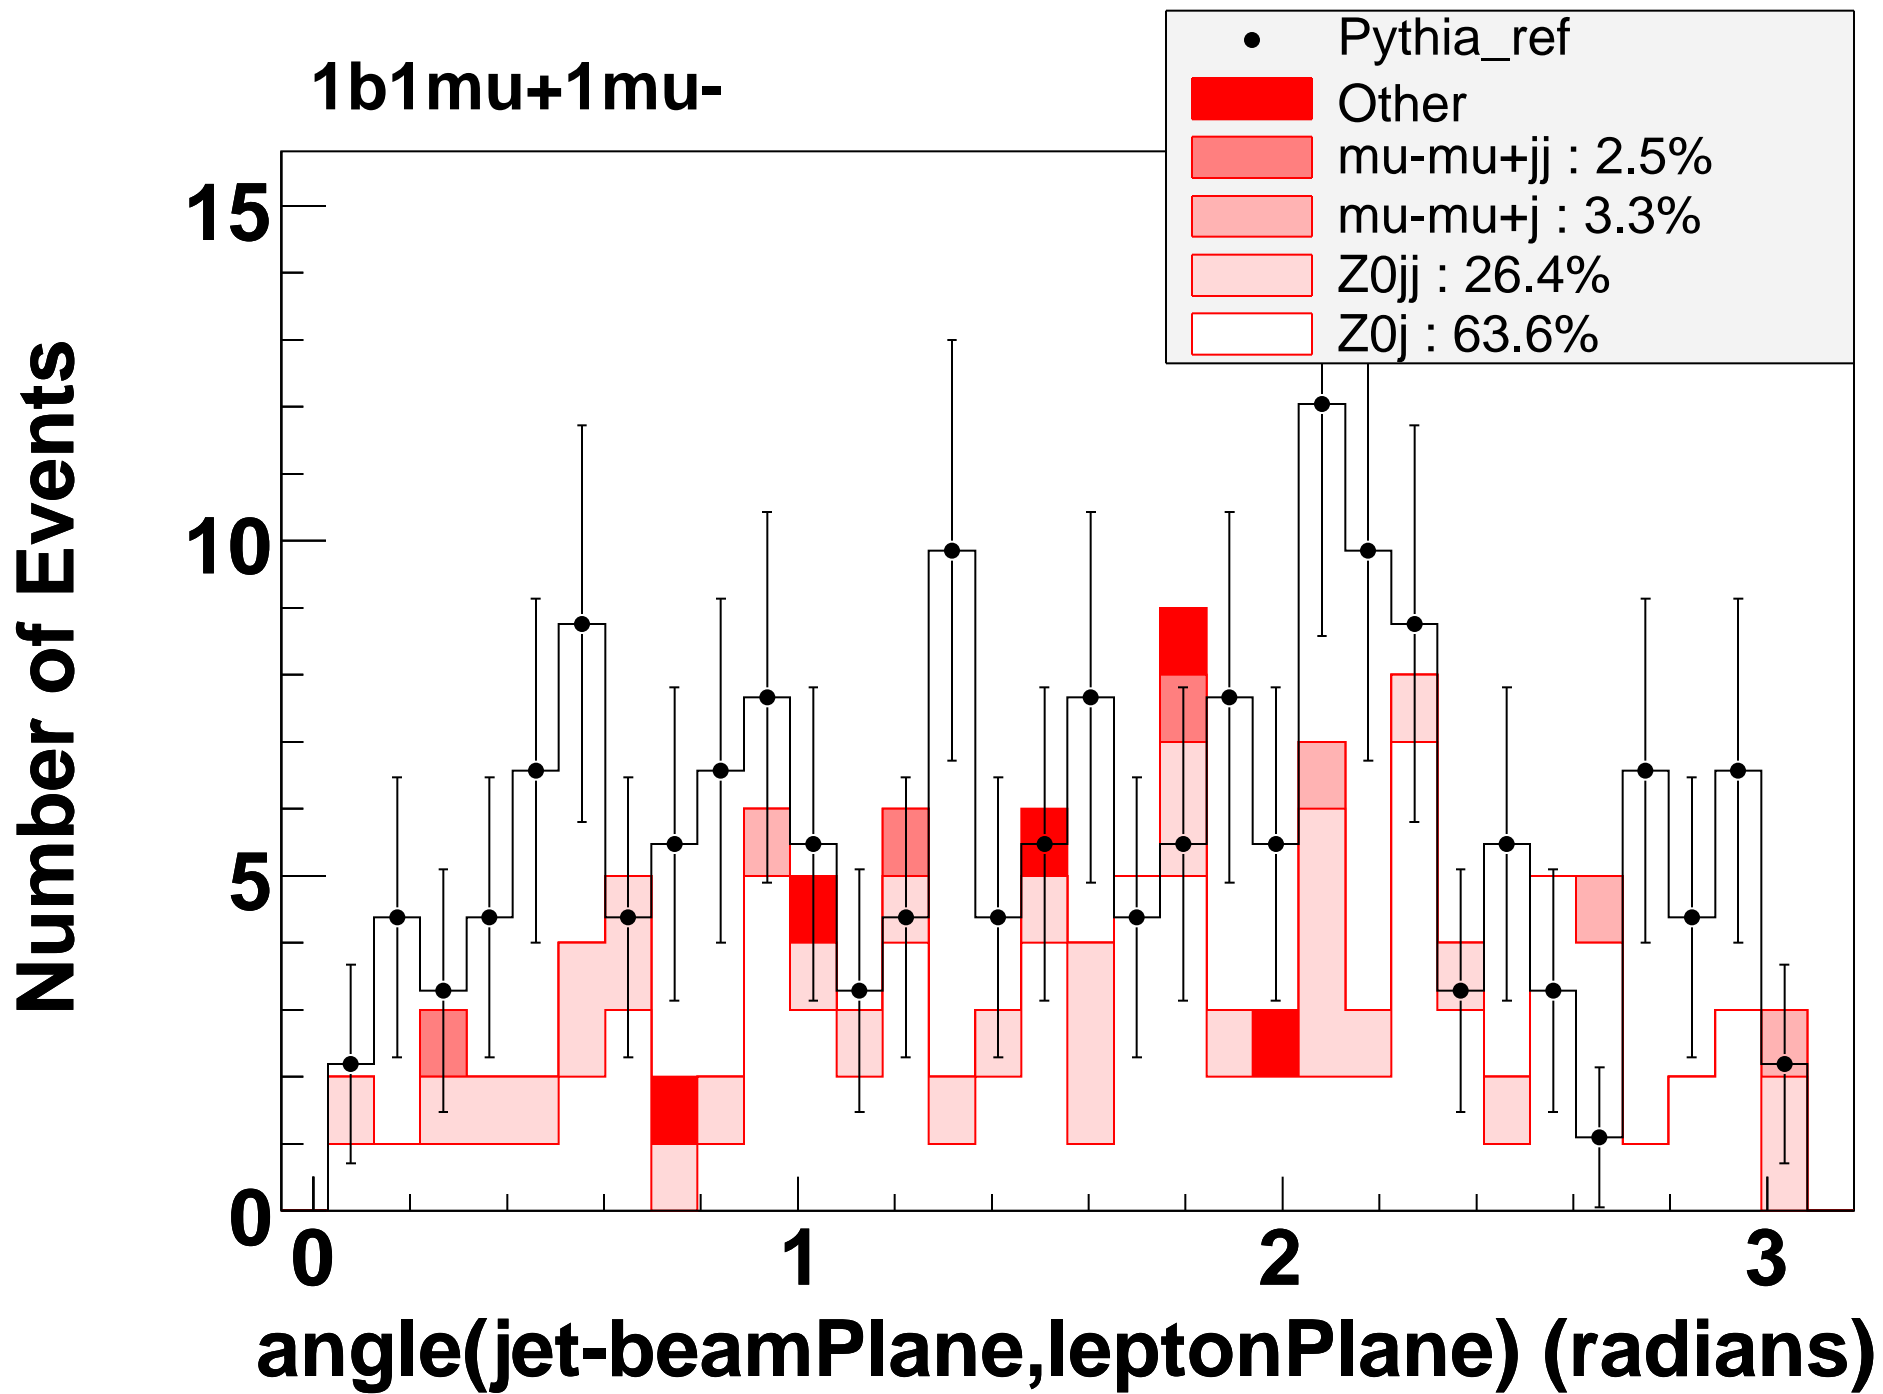 1b1mu+1mu-
Pythia_ref
Other
mu-mu+jj : 2.5%
mu-mu+j : 3.3%
Z0jj : 26.4%
Z0j : 63.6%
Number of Events
15
10
5
0
0 1 2 3
angle(jet-beamPlane,leptonPlane) (radians)